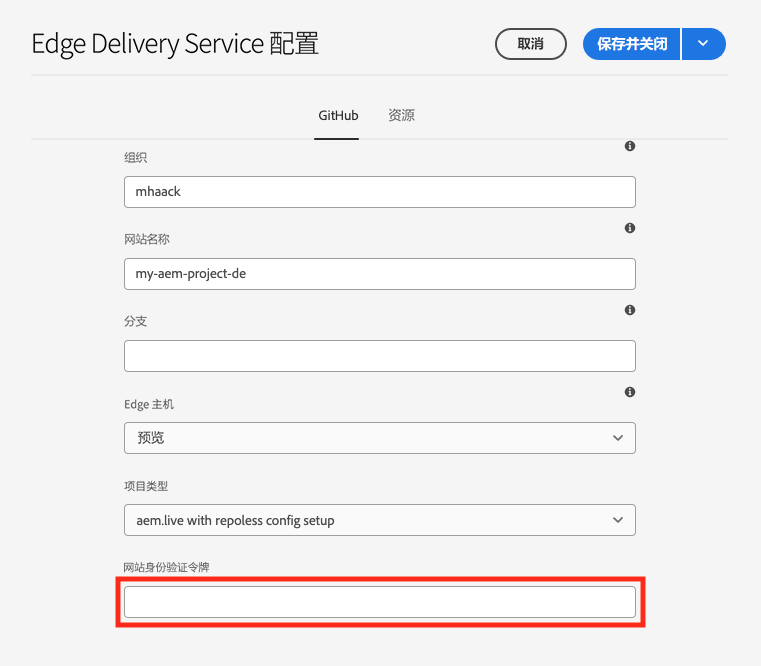 Edge Delivery Service 配置
取消
保存并关闭
GitHub
资源
组织
mhaack
网站名称
my-aem-project-de
分支
Edge 主机
预览
项目类型
aem.live with repoless config setup
网站身份验证令牌